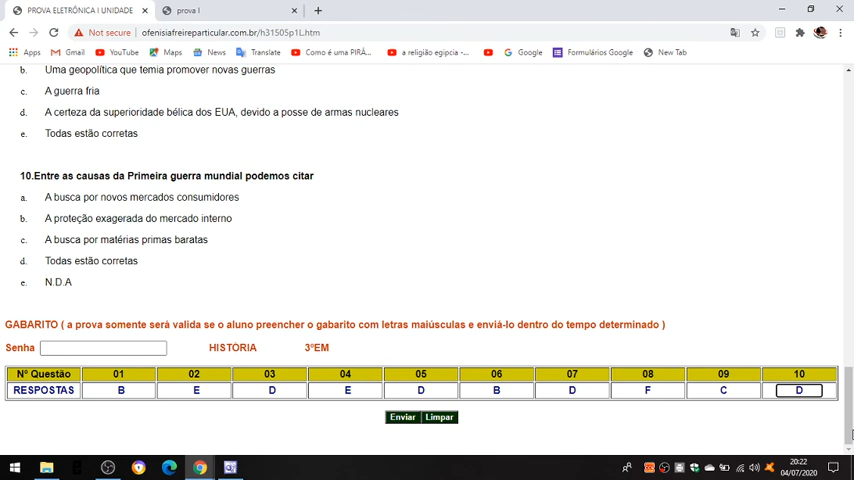 PROVA ELETRÔNICA I UNIDADE
prova I
Not secure
ofenisiafreireparticular.com.br/h31505p1L.htm
Apps Gmail YouTube Maps News Translate Como é uma PIRÂ... a religião egipcia -... Google Formulários Google New Tab
b. Uma geopolítica que temia promover novas guerras
c. A guerra fria
d. A certeza da superioridade bélica dos EUA, devido a posse de armas nucleares
e. Todas estão corretas
10.Entre as causas da Primeira guerra mundial podemos citar
a. A busca por novos mercados consumidores
b. A proteção exagerada do mercado interno
c. A busca por matérias primas baratas
d. Todas estão corretas
e. N.D.A
GABARITO ( a prova somente será valida se o aluno preencher o gabarito com letras maiúsculas e enviá-lo dentro do tempo determinado )
Senha HISTÓRIA 3ºEM
Nº Questão 01 02 03 04 05 06 07 08 09 10
RESPOSTAS B E D E D B D F C D
Enviar Limpar
20:22
04/07/2020